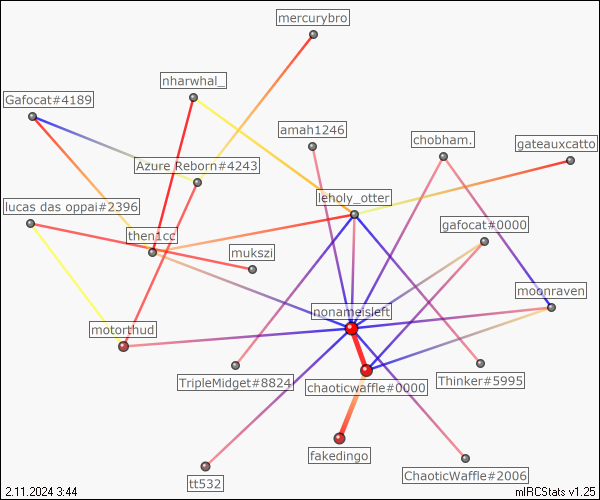 mercurybro
nharwhal_
Gafocat#4189
amah1246
chobham.
gateauxcatto
Azure Reborn#4243
leholy_otter
lucas das oppai#2396
gafocat#0000
then1cc
mukszi
moonraven
nonameisleft
motorthud
TripleMidget#8824
chaoticwaffle#0000
Thinker#5995
fakedingo
tt532
ChaoticWaffle#2006
2.11.2024 3:44
mIRCStats v1.25